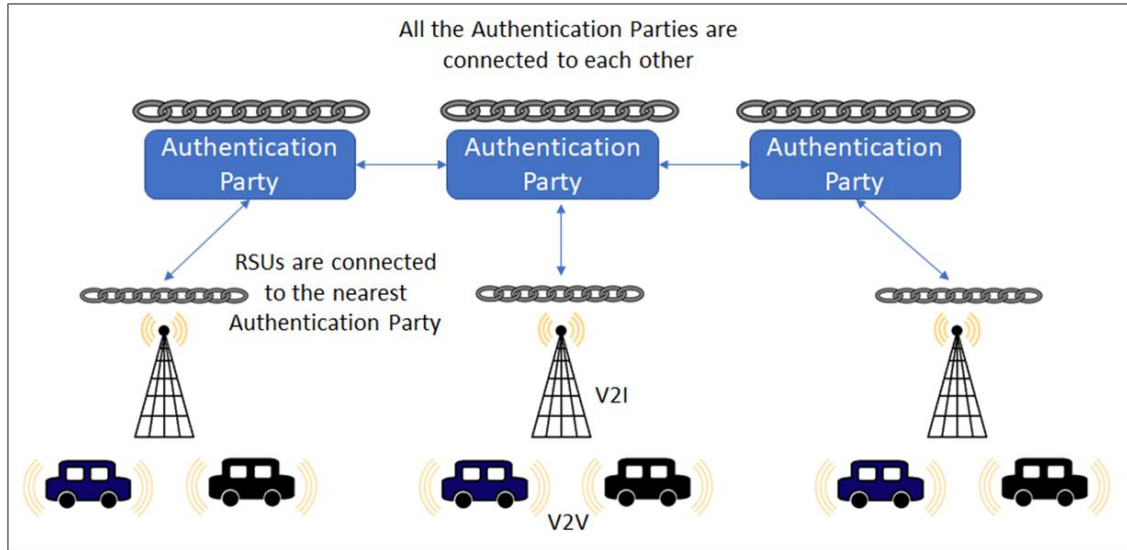 All the Authentication Parties are
connected to each other
Authentication
Party
Authentication
Party
Authentication
Party
RSUs are connected
to the nearest
Authentication Party
V2I
V2V